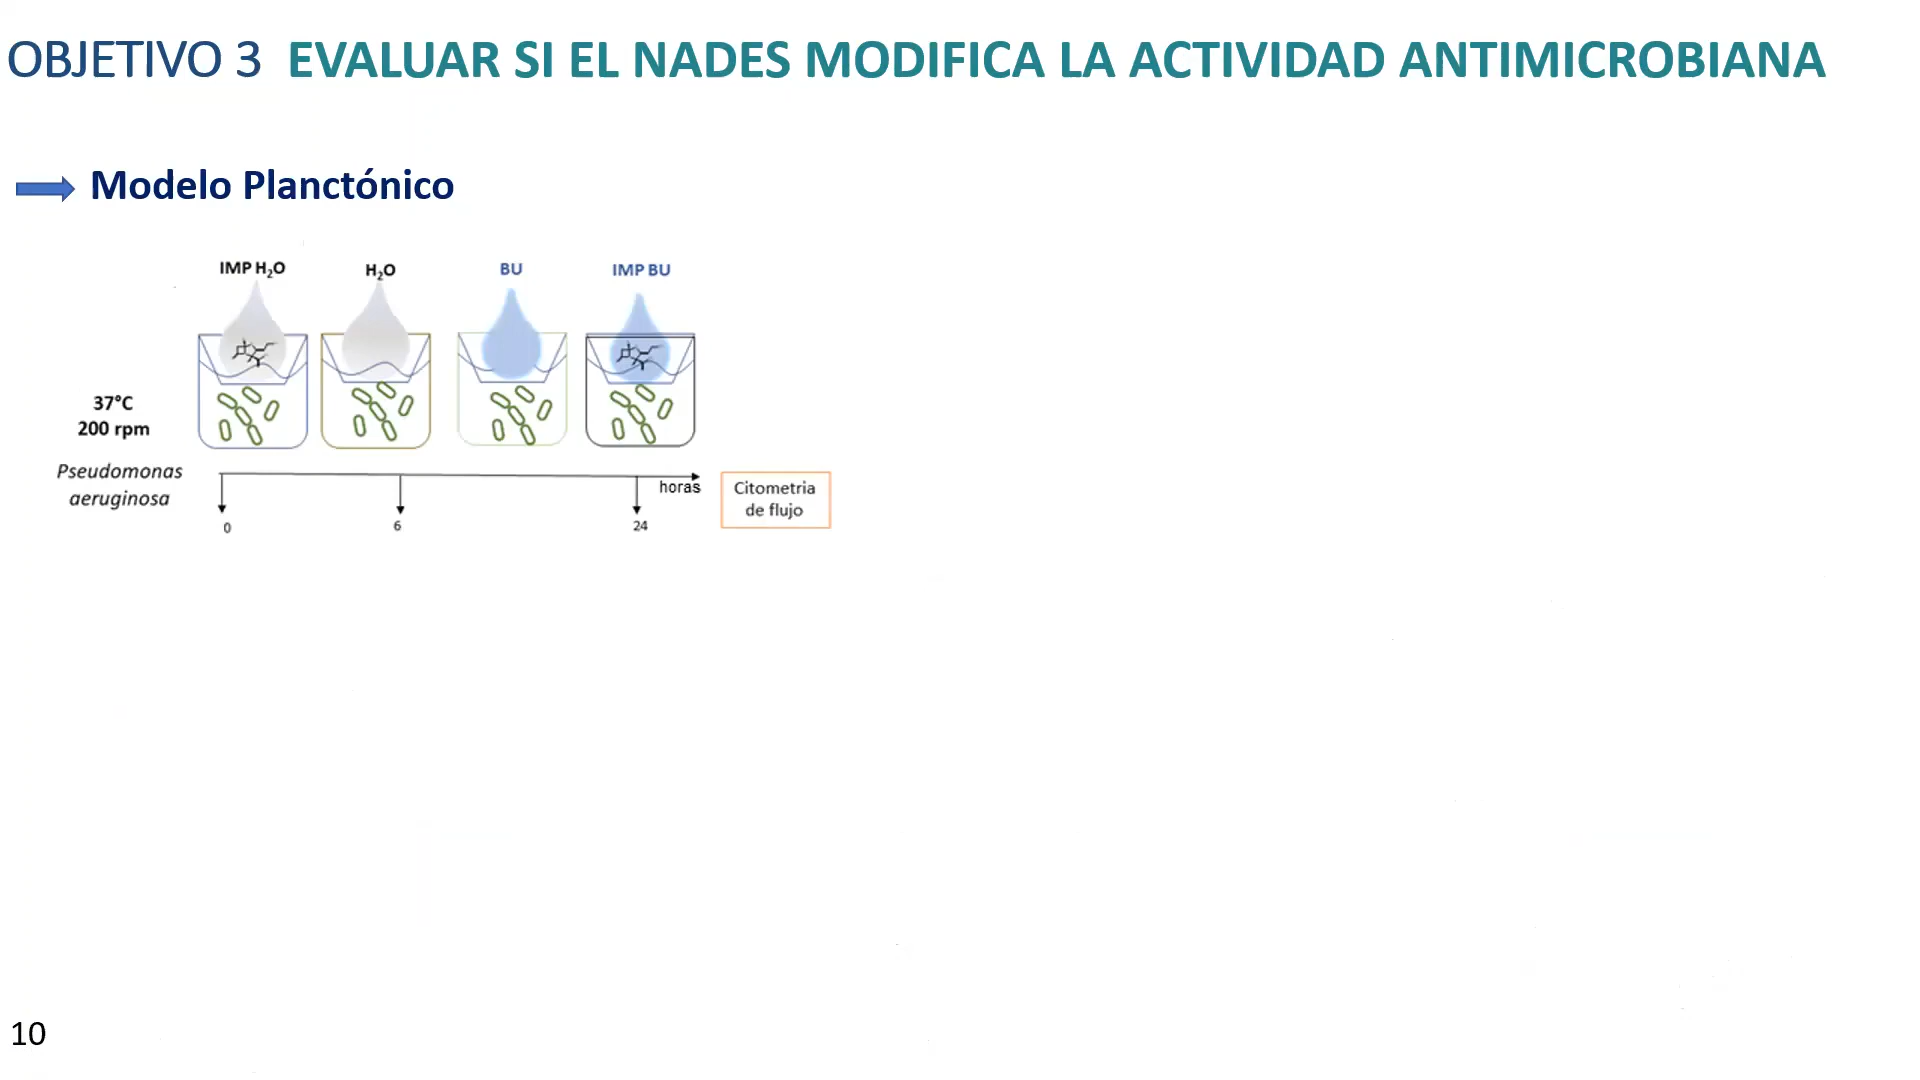 OBJETIVO 3 EVALUAR SI EL NADES MODIFICA LA ACTIVIDAD ANTIMICROBIANA
Modelo Planctónico
IMP H₂O
H₂O
BU
IMP BU
37°C
200 rpm
Pseudomonas
aeruginosa
horas
0
6
24
Citometria
de flujo
10